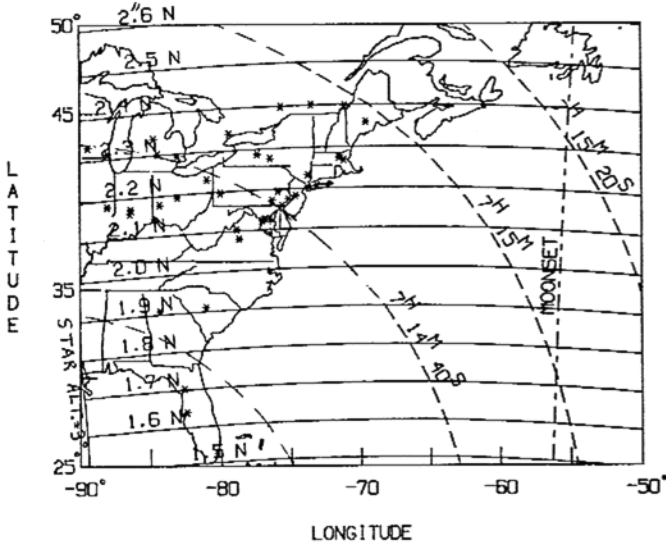 50°
2."6 N
2.5 N
2.4 N
45
2.3 N
2.2 N
2.1 N
2.0 N
35
1.9 N
1.8 N
1.7 N
1.6 N
1.5 N
25°
LATITUDE
STAR ALT.=3°
7H 14M 40S
7H 15M
H 15M 20S
MOONSET
-90° -80 -70 -60 -50°
LONGITUDE